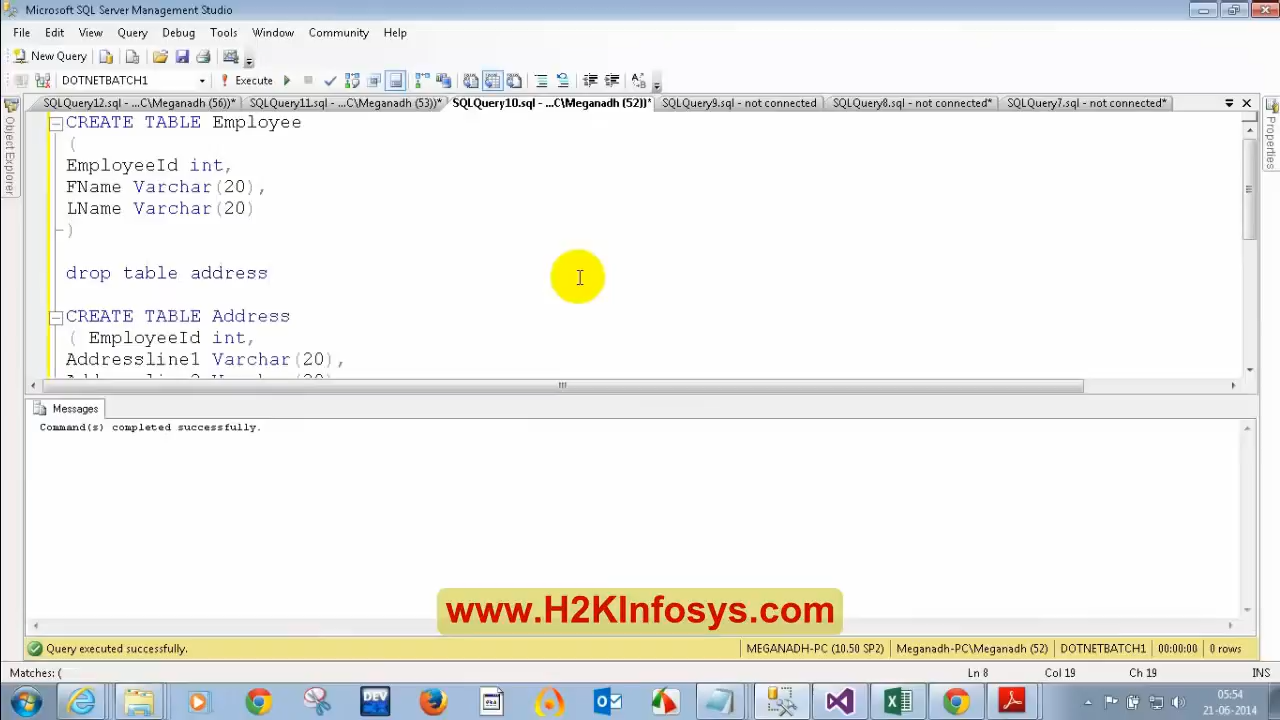 Microsoft SQL Server Management Studio
File Edit View Query Debug Tools Window Community Help
New Query
DOTNETBATCH1 Execute
SQLQuery12.sql - ...C\Meganadh (56))* SQLQuery11.sql - ...C\Meganadh (53))* SQLQuery10.sql - ...C\Meganadh (52))* SQLQuery9.sql - not connected SQLQuery8.sql - not connected* SQLQuery7.sql - not connected*
Object Explorer
Properties
CREATE TABLE Employee
(
EmployeeId int,
FName Varchar(20),
LName Varchar(20)
)
drop table address
CREATE TABLE Address
( EmployeeId int,
Addressline1 Varchar(20),
Messages
Command(s) completed successfully.
www.H2KInfosys.com
Query executed successfully. MEGANADH-PC (10.50 SP2) Meganadh-PC\Meganadh (52) DOTNETBATCH1 00:00:00 0 rows
Matches: ( Ln 8 Col 19 Ch 19 INS
DEV
05:54
21-06-2014